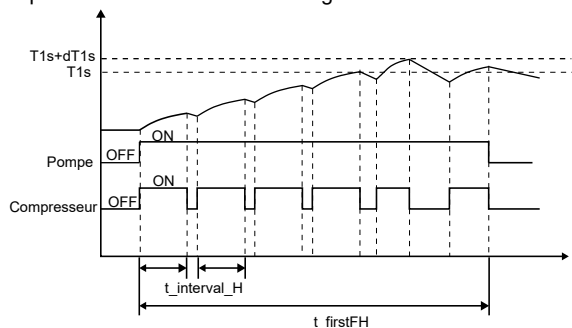 T1s+dT1s
T1s
ON
Pompe
OFF
ON
Compresseur
OFF
t_interval_H
t_firstFH